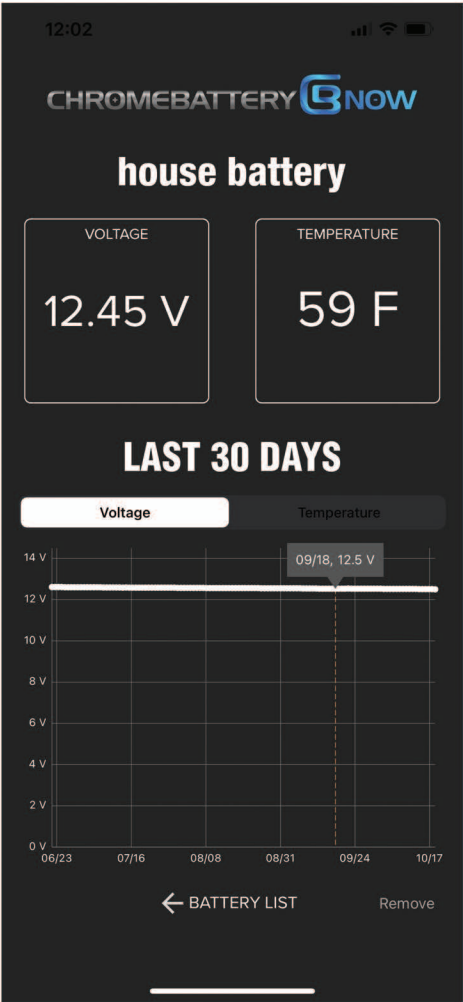 12:02
CHROMEBATTERY CB NOW
house battery
VOLTAGE
12.45 V
TEMPERATURE
59 F
LAST 30 DAYS
Voltage
Temperature
09/18, 12.5 V
14 V
12 V
10 V
8 V
6 V
4 V
2 V
0 V
06/23
07/16
08/08
08/31
09/24
10/17
← BATTERY LIST
Remove